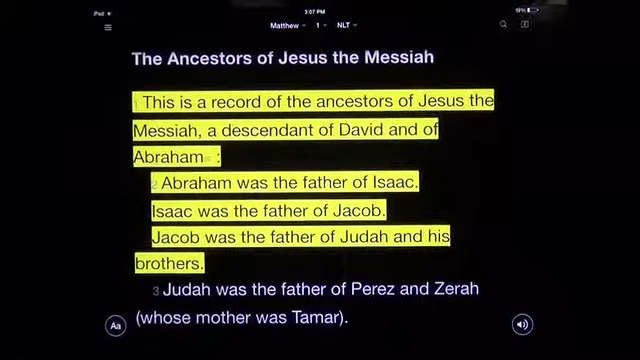 iPad
3:07 PM
19%
Matthew 1 NLT
The Ancestors of Jesus the Messiah
1 This is a record of the ancestors of Jesus the
Messiah, a descendant of David and of
Abraham :
2 Abraham was the father of Isaac.
Isaac was the father of Jacob.
Jacob was the father of Judah and his
brothers.
3 Judah was the father of Perez and Zerah
(whose mother was Tamar).
Aa